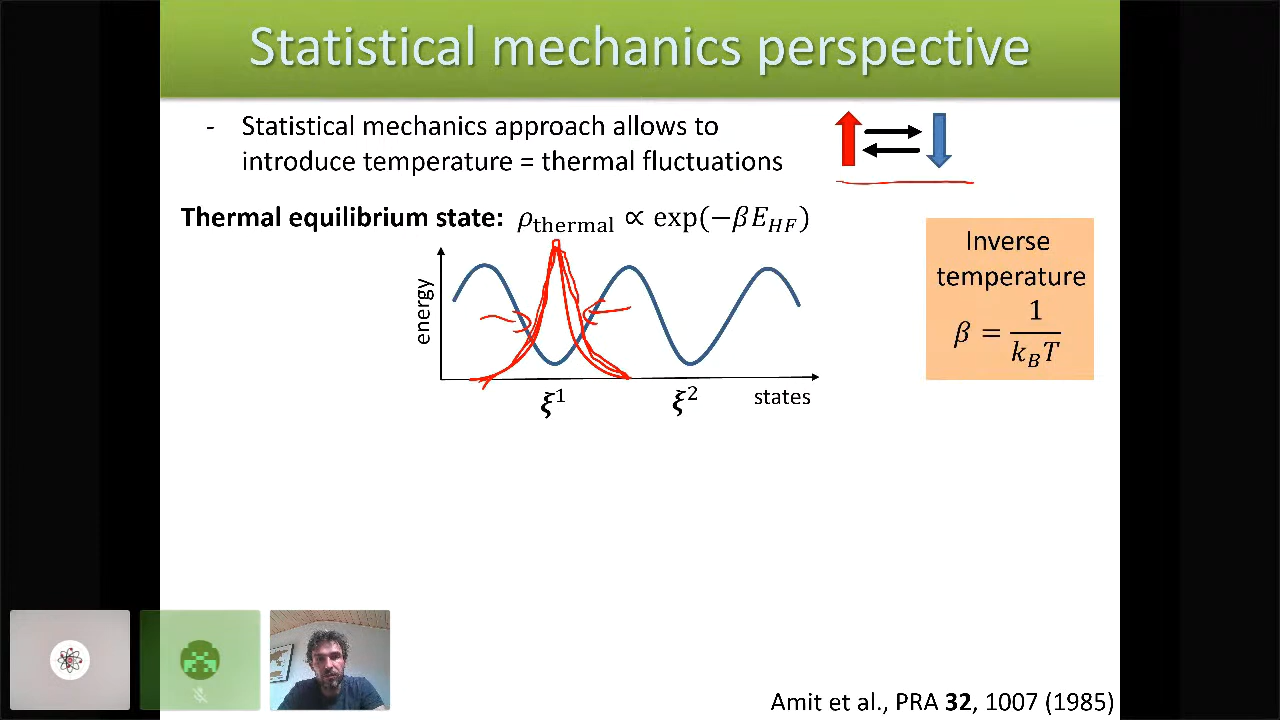 Statistical mechanics perspective
- Statistical mechanics approach allows to
introduce temperature = thermal fluctuations
Thermal equilibrium state: ρ_thermal ∝ exp(−βE_HF)
Inverse
temperature
β = 1/(k_B T)
energy
ξ¹ ξ² states
Amit et al., PRA 32, 1007 (1985)